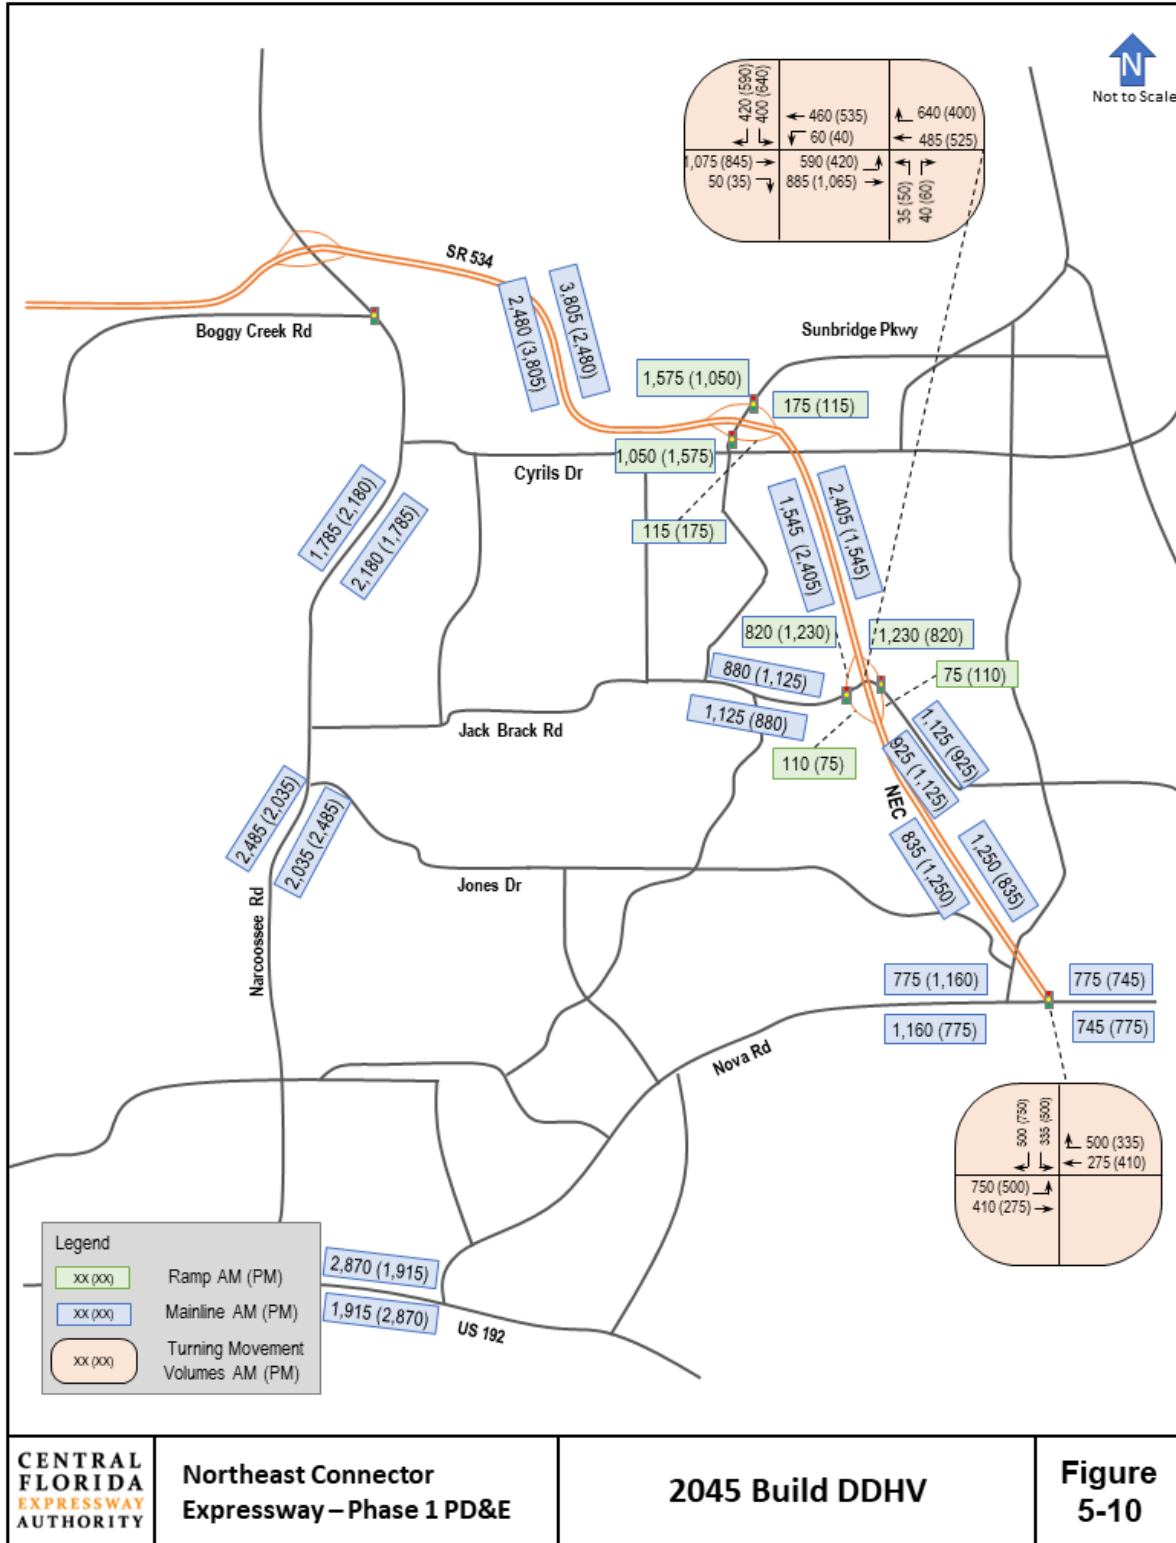 N
Not to Scale
420 (590)
400 (640)
460 (535)
60 (40)
640 (400)
485 (525)
1,075 (845)
50 (35)
590 (420)
885 (1,065)
35 (50)
40 (60)
SR 534
2,480 (3,805)
3,805 (2,480)
Boggy Creek Rd
Sunbridge Pkwy
1,575 (1,050)
175 (115)
1,050 (1,575)
Cyrils Dr
115 (175)
1,785 (2,180)
2,180 (1,785)
1,545 (2,405)
2,405 (1,545)
820 (1,230)
1,230 (820)
880 (1,125)
75 (110)
1,125 (880)
Jack Brack Rd
110 (75)
925 (1,125)
1,125 (925)
NEC
2,485 (2,035)
2,035 (2,485)
835 (1,250)
1,250 (835)
Jones Dr
Narcoossee Rd
775 (1,160)
775 (745)
1,160 (775)
745 (775)
Nova Rd
500 (750)
335 (500)
500 (335)
275 (410)
750 (500)
410 (275)
Legend
XX (XX)
Ramp AM (PM)
XX (XX)
Mainline AM (PM)
XX (XX)
Turning Movement
Volumes AM (PM)
2,870 (1,915)
1,915 (2,870)
US 192
CENTRAL
FLORIDA
EXPRESSWAY
AUTHORITY
Northeast Connector
Expressway – Phase 1 PD&E
2045 Build DDHV
Figure
5-10